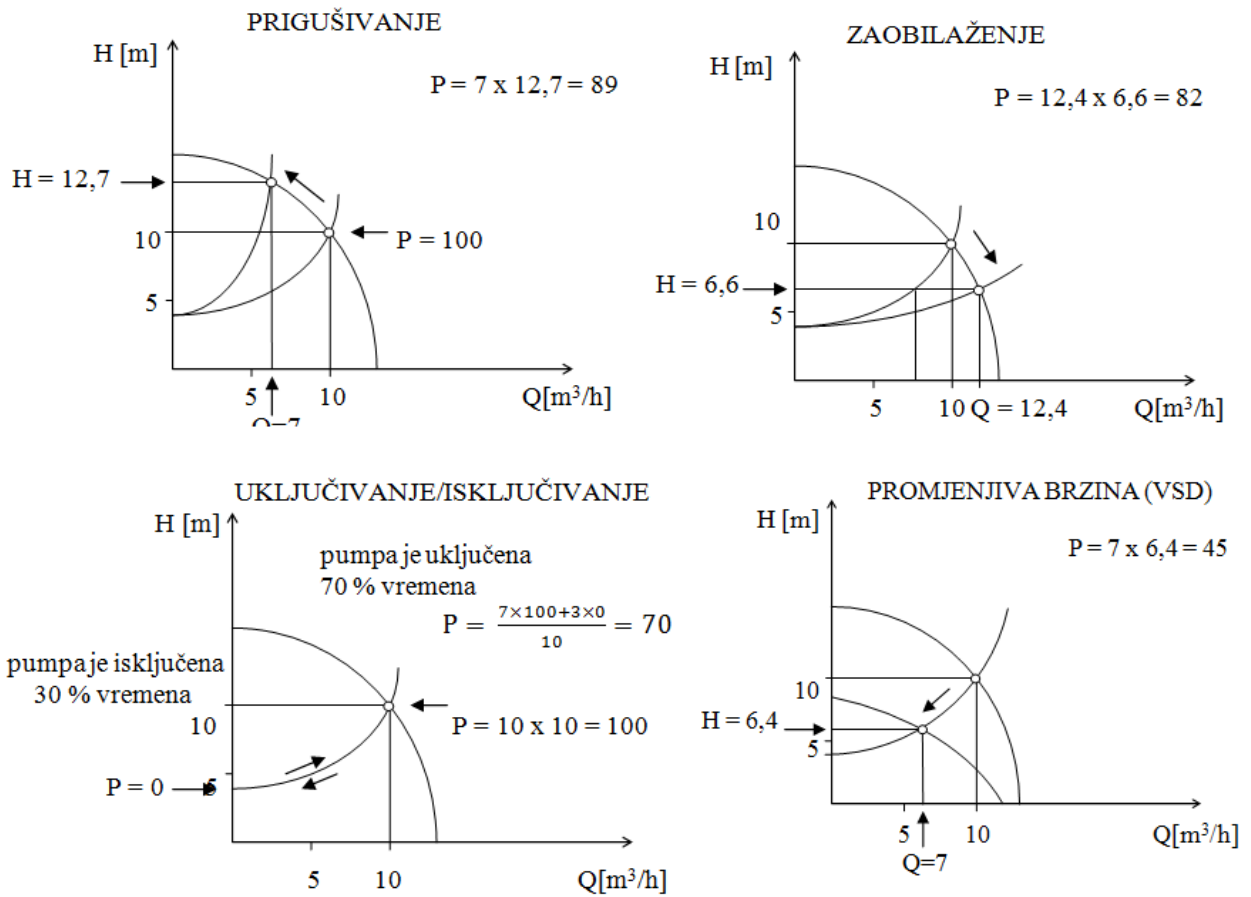 PRIGUŠIVANJE
H [m]
P = 7 x 12,7 = 89
H = 12,7
10
P = 100
5
5
10
Q[m³/h]
Q=7
ZAOBILAŽENJE
H [m]
P = 12,4 x 6,6 = 82
10
H = 6,6
5
5
10
Q = 12,4
Q[m³/h]
UKLJUČIVANJE/ISKLJUČIVANJE
H [m]
pumpa je uključena
70 % vremena
P = (7×100+3×0)/10 = 70
pumpa je isključena
30 % vremena
10
P = 10 x 10 = 100
P = 0
5
5
10
Q[m³/h]
PROMJENJIVA BRZINA (VSD)
H [m]
P = 7 x 6,4 = 45
10
H = 6,4
5
5
10
Q[m³/h]
Q=7